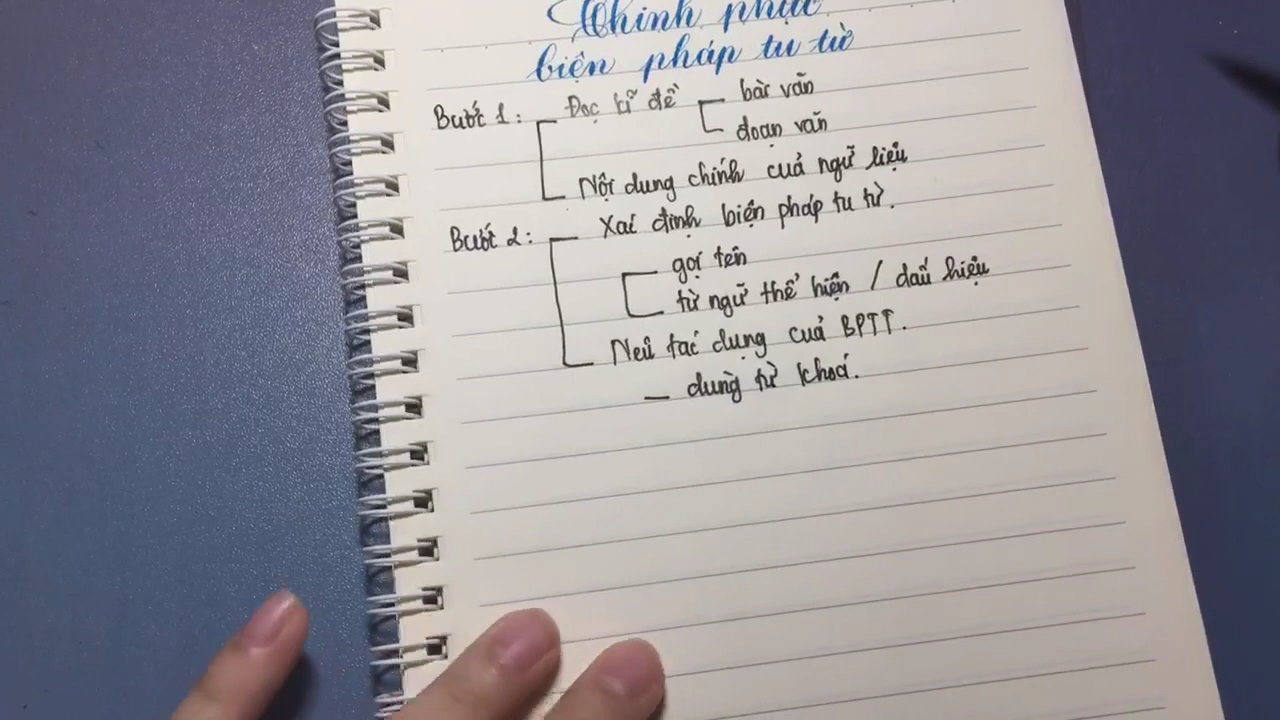 Chinh phục
biện pháp tu từ
Bước 1: Đọc kĩ đề
bài văn
đoạn văn
Nội dung chính của ngữ liệu
Bước 2: Xác định biện pháp tu từ.
gọi tên
từ ngữ thể hiện / dấu hiệu
Nêu tác dụng của BPTT.
– dùng từ khoá.